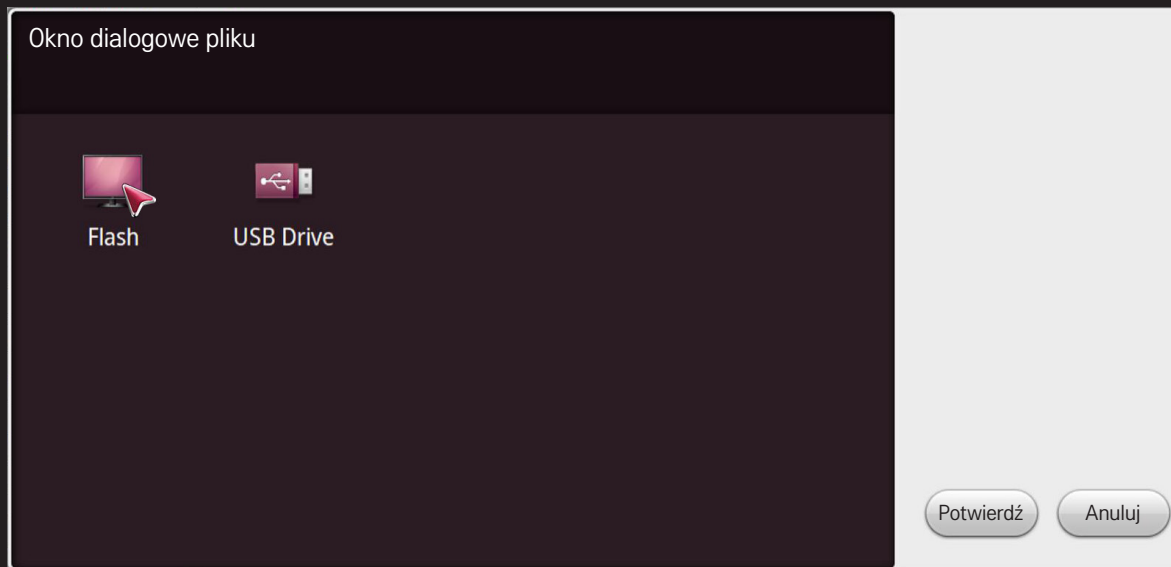 Okno dialogowe pliku
Flash
USB Drive
Potwierdź
Anuluj